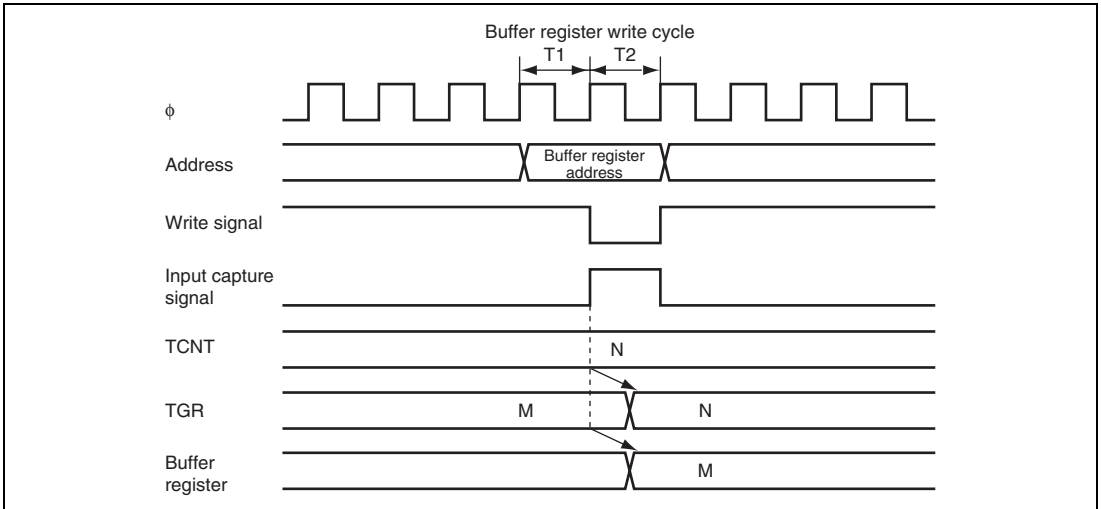 Buffer register write cycle
T1 T2
ϕ
Address
Buffer register
address
Write signal
Input capture
signal
TCNT
N
TGR
M N
Buffer
register
M